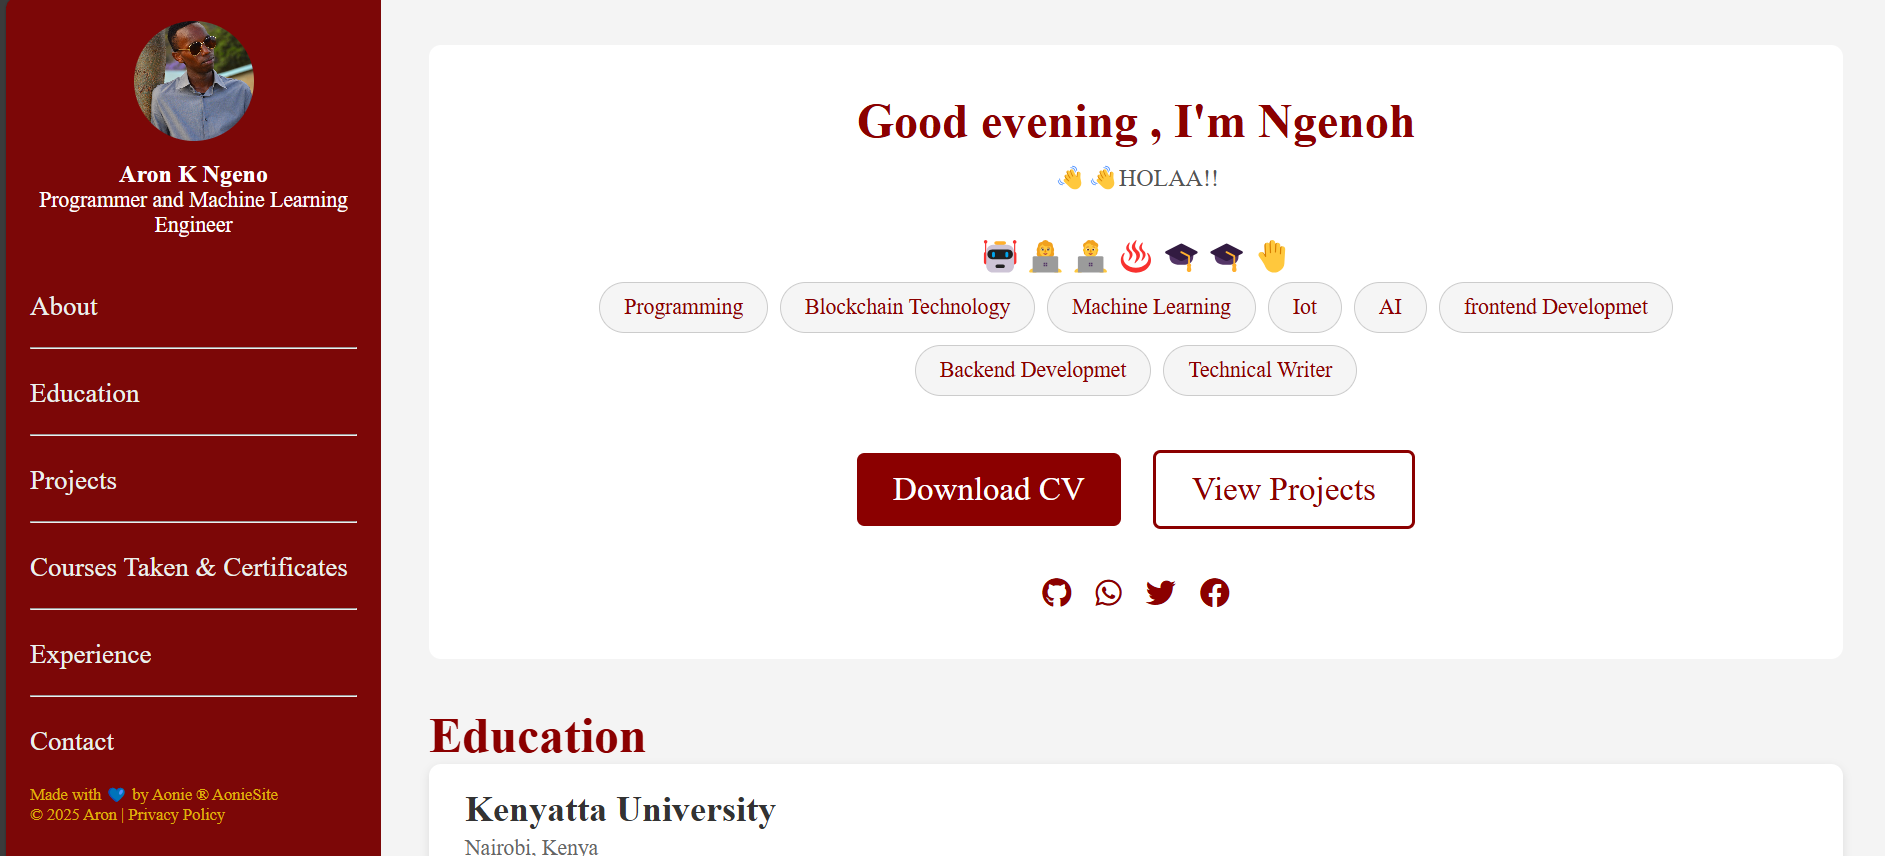 Aron K Ngeno
Programmer and Machine Learning
Engineer
About
Education
Projects
Courses Taken & Certificates
Experience
Contact
Made with 💙 by Aonie ® AonieSite
© 2025 Aron | Privacy Policy
Good evening , I'm Ngenoh
👋 👋HOLAA!!
Programming
Blockchain Technology
Machine Learning
Iot
AI
frontend Developmet
Backend Developmet
Technical Writer
Download CV
View Projects
Education
Kenyatta University
Nairobi, Kenya